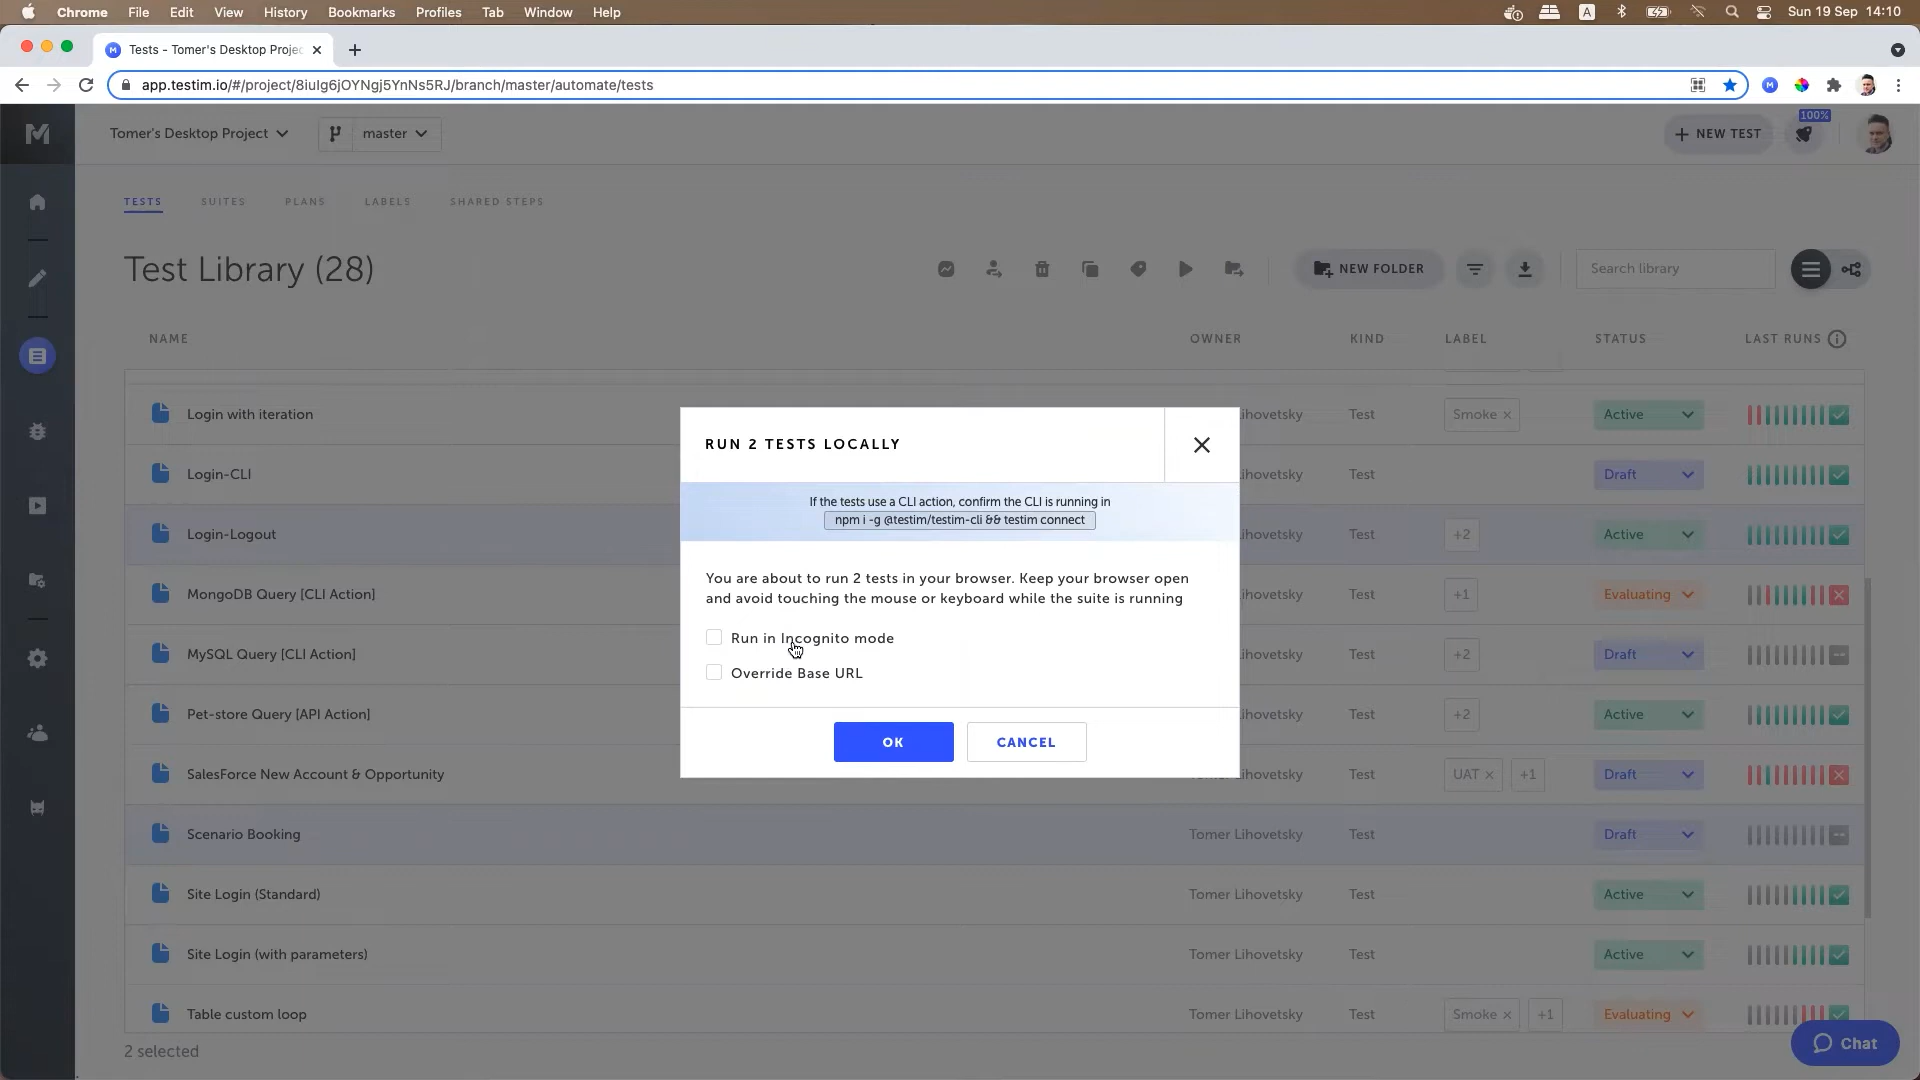 Chrome File Edit View History Bookmarks Profiles Tab Window Help
A
Sun 19 Sep 14:10
Tests - Tomer's Desktop Projec
app.testim.io/#/project/8iuIg6jOYNgj5YnNs5RJ/branch/master/automate/tests
100%
Tomer's Desktop Project
master
NEW TEST
TESTS SUITES PLANS LABELS SHARED STEPS
Test Library (28)
NEW FOLDER
Search library
NAME OWNER KIND LABEL STATUS LAST RUNS
Login with iteration ihovetsky Test Smoke × Active
Login-CLI ihovetsky Test Draft
Login-Logout ihovetsky Test +2 Active
MongoDB Query [CLI Action] ihovetsky Test +1 Evaluating
MySQL Query [CLI Action] ihovetsky Test +2 Draft
Pet-store Query [API Action] ihovetsky Test +2 Active
SalesForce New Account & Opportunity Tomer Lihovetsky Test UAT × +1 Draft
Scenario Booking Tomer Lihovetsky Test Draft
Site Login (Standard) Tomer Lihovetsky Test Active
Site Login (with parameters) Tomer Lihovetsky Test Active
Table custom loop Tomer Lihovetsky Test Smoke × +1 Evaluating
2 selected
Chat
RUN 2 TESTS LOCALLY
If the tests use a CLI action, confirm the CLI is running in
npm i -g @testim/testim-cli && testim connect
You are about to run 2 tests in your browser. Keep your browser open
and avoid touching the mouse or keyboard while the suite is running
Run in Incognito mode
Override Base URL
OK CANCEL